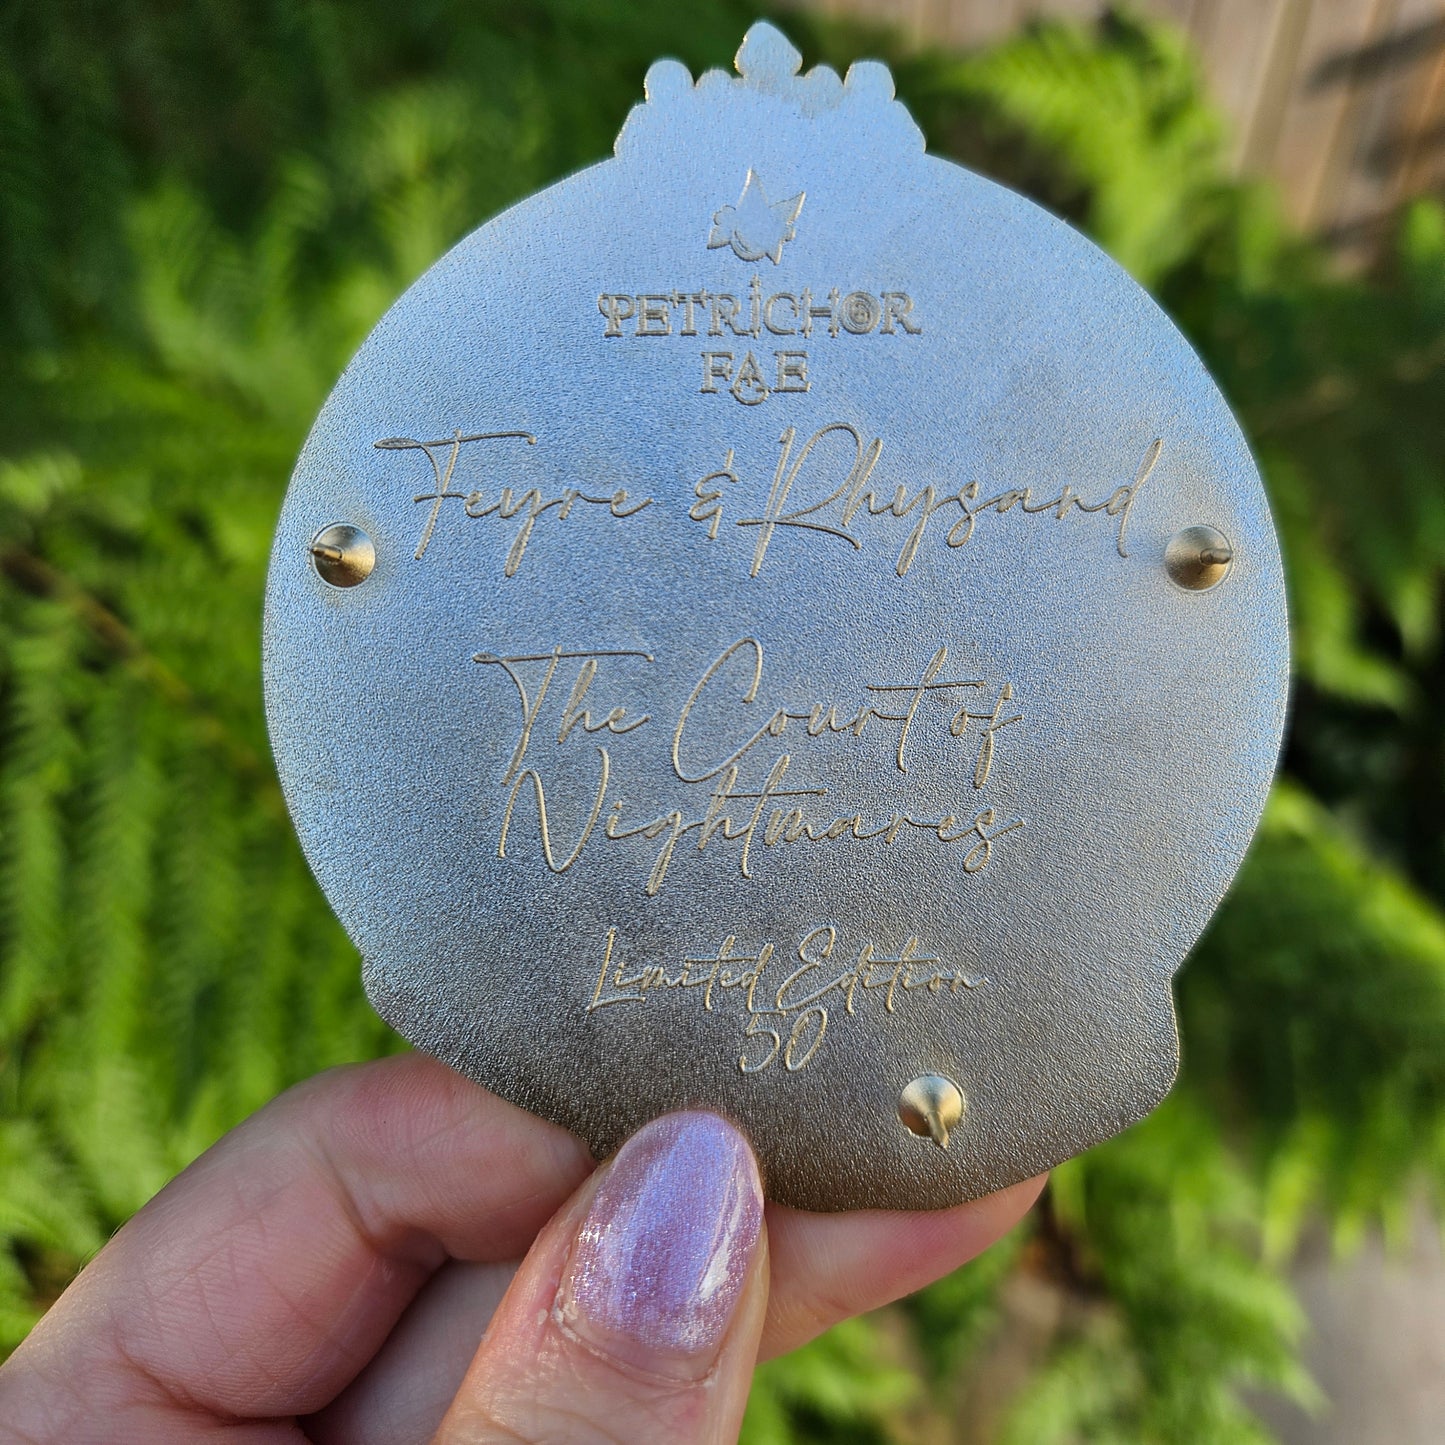 PETRICHOR
FAE
Feyre & Rhysand
The Court of
Nightmares
Limited Edition
50